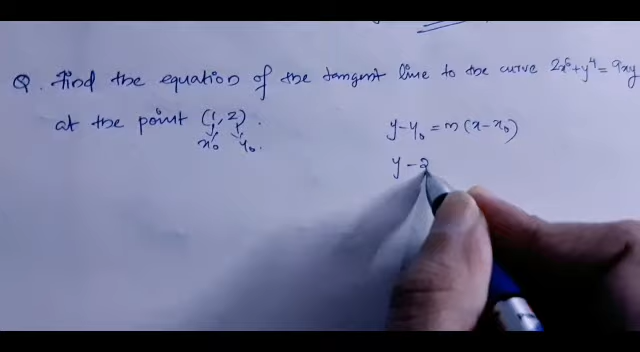 Q. Find the equation of the tangent line to the curve 2x⁶+y⁴=9xy
at the point (1,2).
x₀ y₀.
y-y₀ = m(x-x₀)
y-2